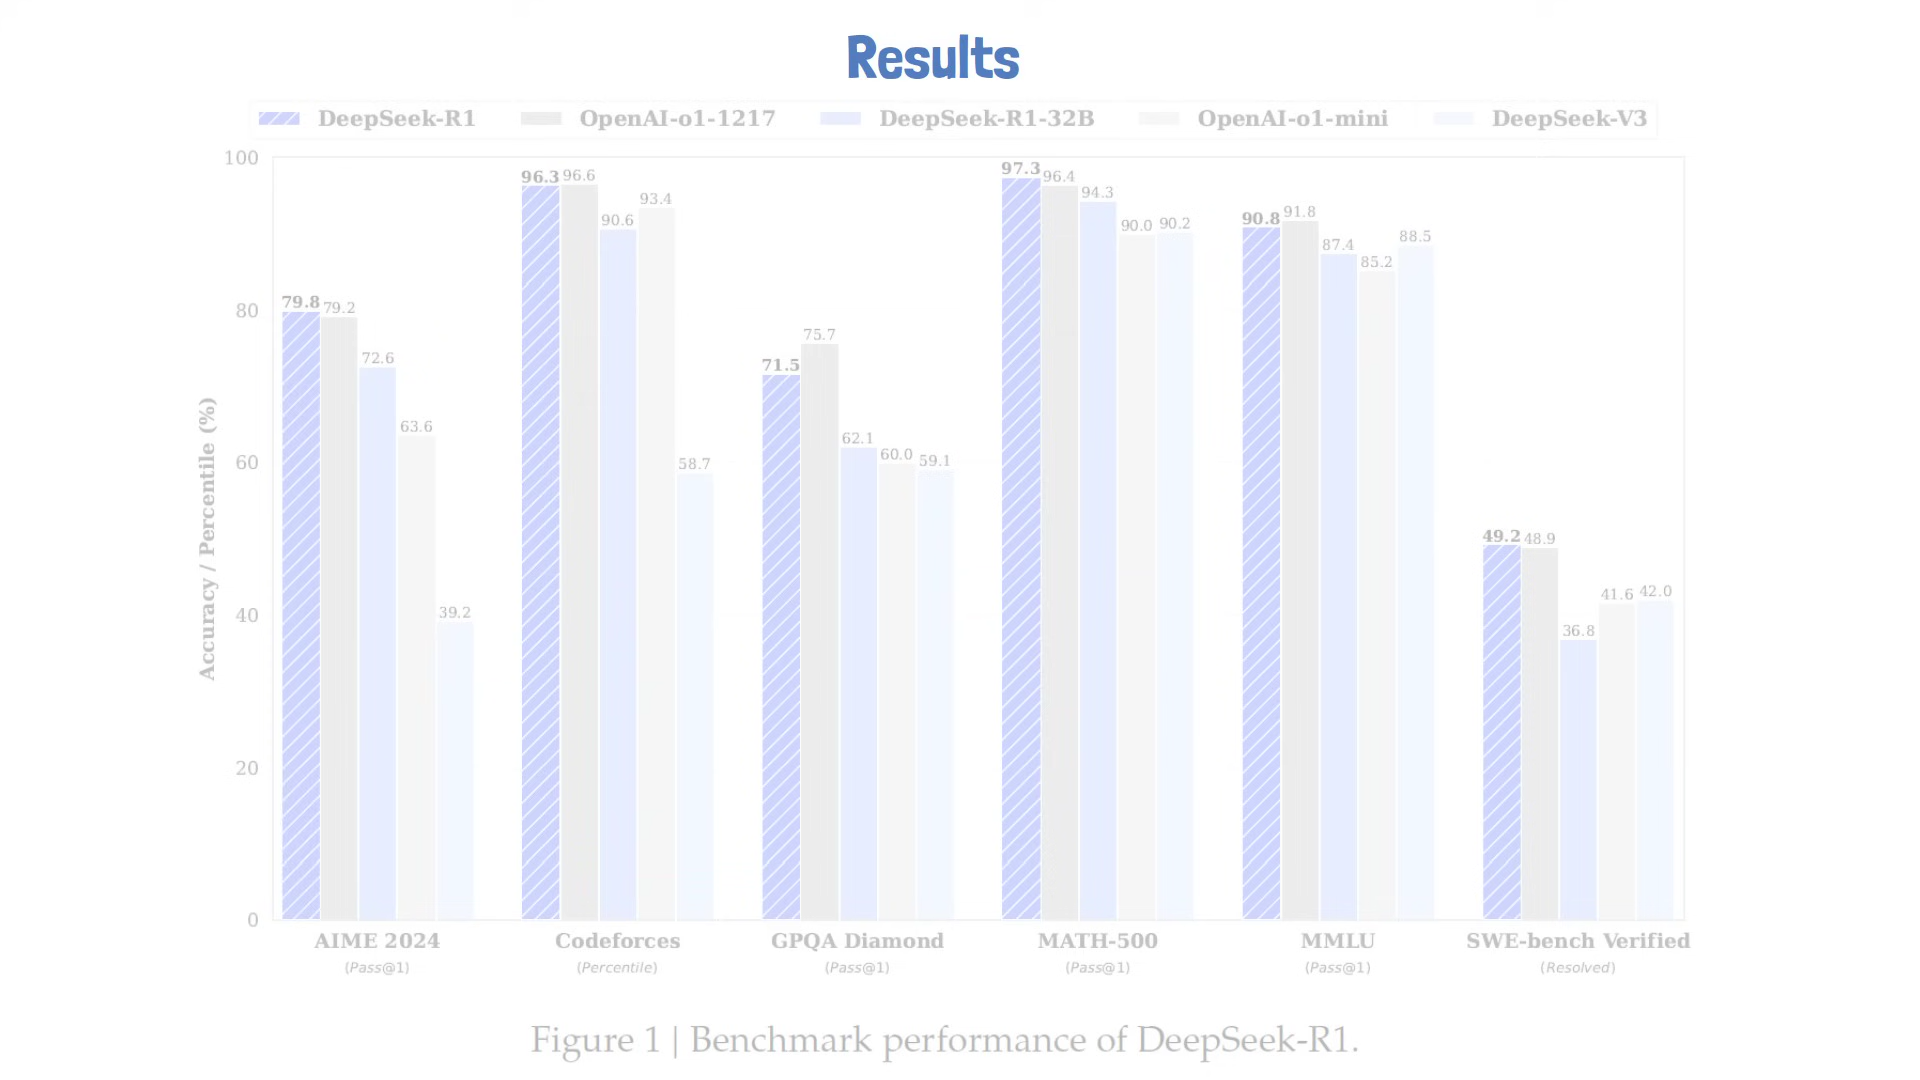 Results
DeepSeek-R1 OpenAI-o1-1217 DeepSeek-R1-32B OpenAI-o1-mini DeepSeek-V3
Accuracy / Percentile (%)
100
80
60
40
20
0
79.8 79.2 72.6 63.6 39.2
96.3 96.6 90.6 93.4 58.7
71.5 75.7 62.1 60.0 59.1
97.3 96.4 94.3 90.0 90.2
90.8 91.8 87.4 85.2 88.5
49.2 48.9 36.8 41.6 42.0
AIME 2024 Codeforces GPQA Diamond MATH-500 MMLU SWE-bench Verified
(Pass@1) (Percentile) (Pass@1) (Pass@1) (Pass@1) (Resolved)
Figure 1 | Benchmark performance of DeepSeek-R1.